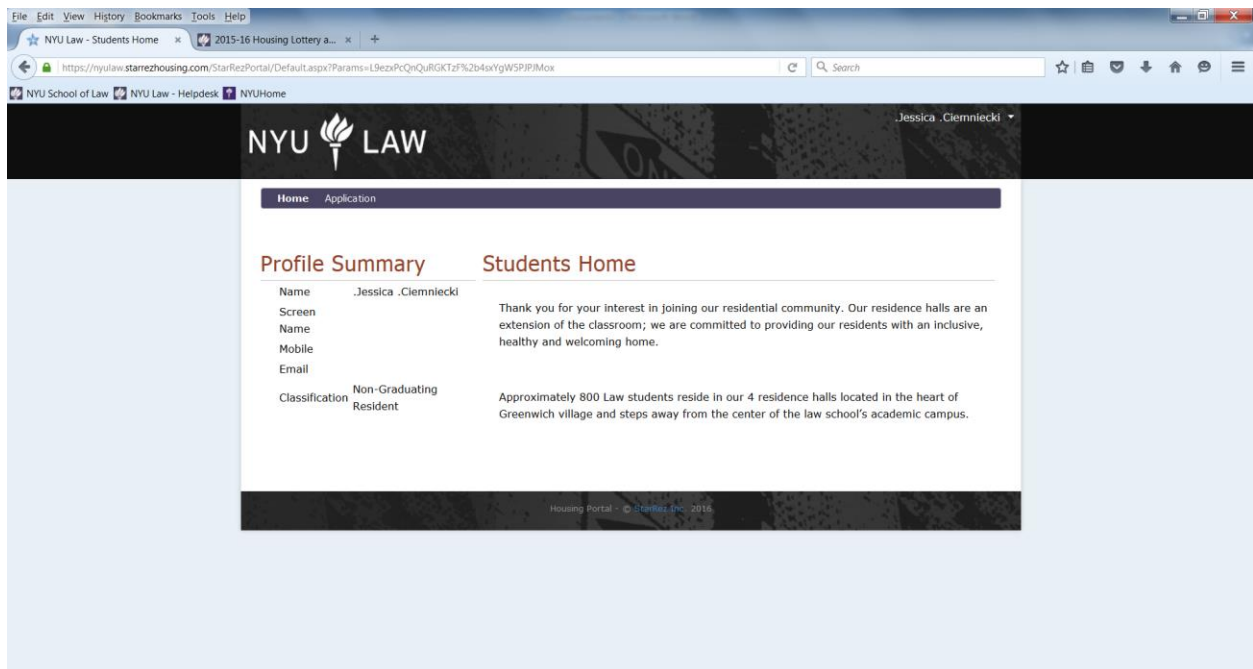 File Edit View History Bookmarks Tools Help
NYU Law - Students Home × 2015-16 Housing Lottery a... × +
https://nyulaw.starrezhousing.com/StarRezPortal/Default.aspx?Params=L9ezxPcQnQuRGKTzF%2b4sxYgW5PJPJMox Search
NYU School of Law NYU Law - Helpdesk NYUHome
.Jessica .Ciemniecki
NYU LAW
Home Application
Profile Summary
Name .Jessica .Ciemniecki
Screen
Name
Mobile
Email
Classification Non-Graduating
Resident
Students Home
Thank you for your interest in joining our residential community. Our residence halls are an
extension of the classroom; we are committed to providing our residents with an inclusive,
healthy and welcoming home.
Approximately 800 Law students reside in our 4 residence halls located in the heart of
Greenwich village and steps away from the center of the law school's academic campus.
Housing Portal - © StarRez Inc. 2016